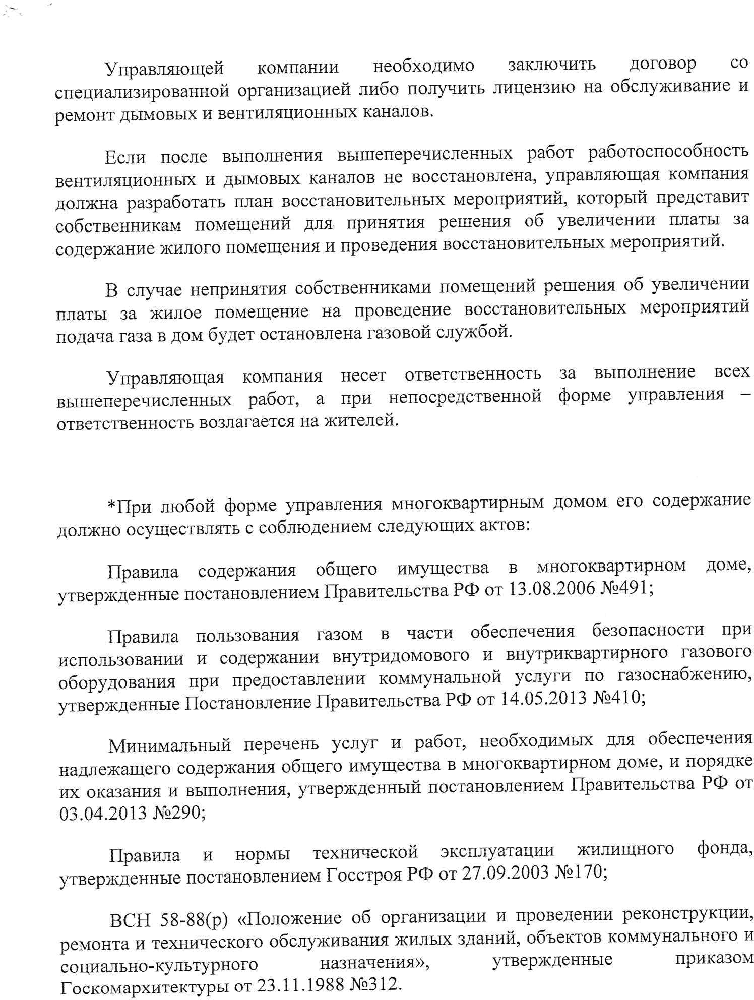 Управляющей компании необходимо заключить договор со
специализированной организацией либо получить лицензию на обслуживание и
ремонт дымовых и вентиляционных каналов.
Если после выполнения вышеперечисленных работ работоспособность
вентиляционных и дымовых каналов не восстановлена, управляющая компания
должна разработать план восстановительных мероприятий, который представит
собственникам помещений для принятия решения об увеличении платы за
содержание жилого помещения и проведения восстановительных мероприятий.
В случае непринятия собственниками помещений решения об увеличении
платы за жилое помещение на проведение восстановительных мероприятий
подача газа в дом будет остановлена газовой службой.
Управляющая компания несет ответственность за выполнение всех
вышеперечисленных работ, а при непосредственной форме управления –
ответственность возлагается на жителей.
*При любой форме управления многоквартирным домом его содержание
должно осуществлять с соблюдением следующих актов:
Правила содержания общего имущества в многоквартирном доме,
утвержденные постановлением Правительства РФ от 13.08.2006 №491;
Правила пользования газом в части обеспечения безопасности при
использовании и содержании внутридомового и внутриквартирного газового
оборудования при предоставлении коммунальной услуги по газоснабжению,
утвержденные Постановление Правительства РФ от 14.05.2013 №410;
Минимальный перечень услуг и работ, необходимых для обеспечения
надлежащего содержания общего имущества в многоквартирном доме, и порядке
их оказания и выполнения, утвержденный постановлением Правительства РФ от
03.04.2013 №290;
Правила и нормы технической эксплуатации жилищного фонда,
утвержденные постановлением Госстроя РФ от 27.09.2003 №170;
ВСН 58-88(р) «Положение об организации и проведении реконструкции,
ремонта и технического обслуживания жилых зданий, объектов коммунального и
социально-культурного назначения», утвержденные приказом
Госкомархитектуры от 23.11.1988 №312.